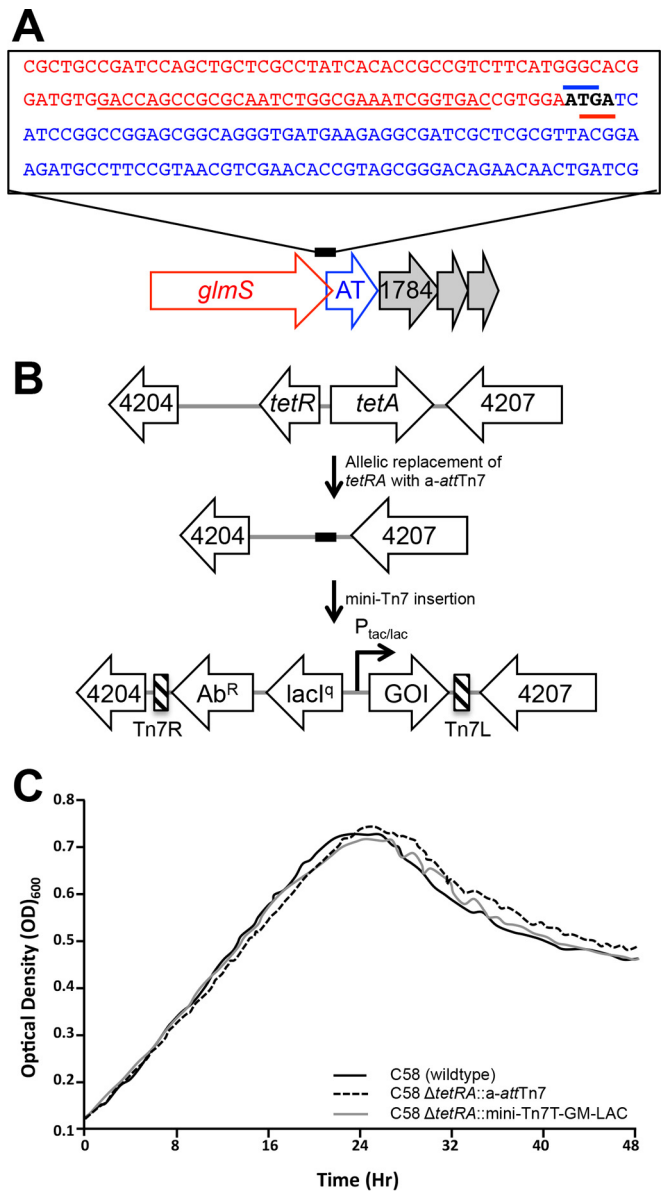 A
CGCTGCCGATCCAGCTGCTCGCCTATCACACCGCCGTCTTCATGGGCACG
GATGTGGACCAGCCGCGCAATCTGGCGAAATCGGTGACCGTGGAATGATC
ATCCGGCCGGAGCGGCAGGGTGATGAAGAGGCGATCGCTCGCGTTACGGA
AGATGCCTTCCGTAACGTCGAACACCGTAGCGGGACAGAACAACTGATCG
glmS
AT
1784
B
4204
tetR
tetA
4207
Allelic replacement of
tetRA with a-attTn7
4204
4207
mini-Tn7 insertion
Ptac/lac
4204
AbR
lacIq
GOI
4207
Tn7R
Tn7L
C
Optical Density (OD)600
0.8
0.7
0.6
0.5
0.4
0.3
0.2
0.1
C58 (wildtype)
C58 ΔtetRA::a-attTn7
C58 ΔtetRA::mini-Tn7T-GM-LAC
0
8
16
24
32
40
48
Time (Hr)